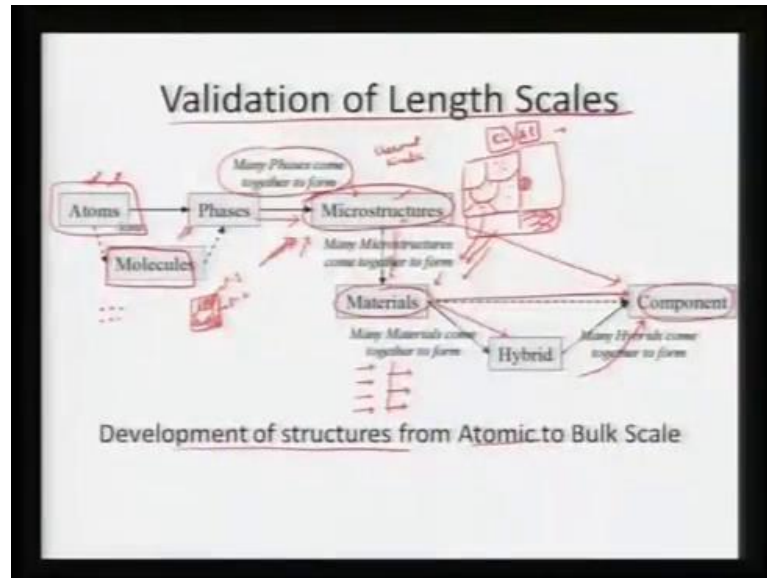 Validation of Length Scales
Many Phases come
together to form
Atoms
Phases
Microstructures
Molecules
Many Microstructures
come together to form
Materials
Component
Many Materials come
together to form
Hybrid
Many Hybrids come
together to form
Development of structures from Atomic to Bulk Scale